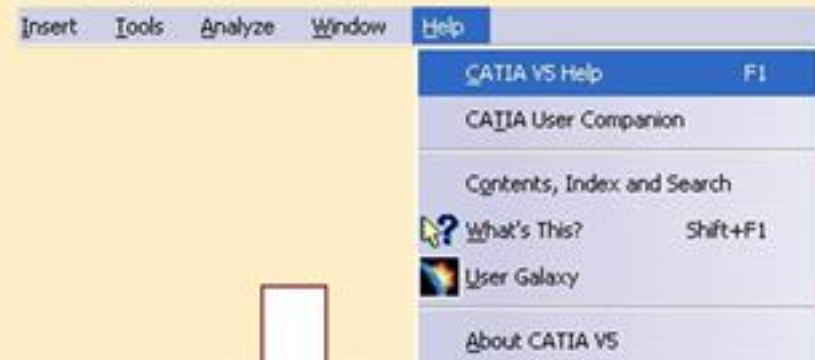 Insert Tools Analyze Window Help
CATIA V5 Help F1
CATIA User Companion
Contents, Index and Search
What's This? Shift+F1
User Galaxy
About CATIA V5